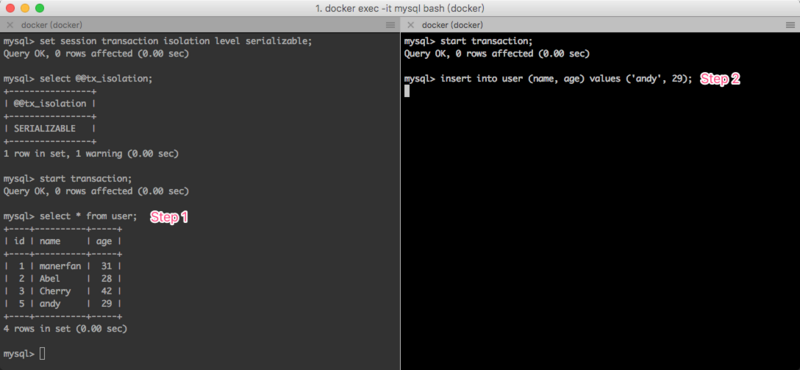 1. docker exec -it mysql bash (docker)
docker (docker)
mysql> set session transaction isolation level serializable;
Query OK, 0 rows affected (0.00 sec)
mysql> select @@tx_isolation;
+----------------+
| @@tx_isolation |
+----------------+
| SERIALIZABLE   |
+----------------+
1 row in set, 1 warning (0.00 sec)
mysql> start transaction;
Query OK, 0 rows affected (0.00 sec)
mysql> select * from user; Step 1
+----+----------+-----+
| id | name     | age |
+----+----------+-----+
|  1 | manerfan |  31 |
|  2 | Abel     |  28 |
|  3 | Cherry   |  42 |
|  5 | andy     |  29 |
+----+----------+-----+
4 rows in set (0.00 sec)
mysql>
docker (docker)
mysql> start transaction;
Query OK, 0 rows affected (0.00 sec)
mysql> insert into user (name, age) values ('andy', 29); Step 2